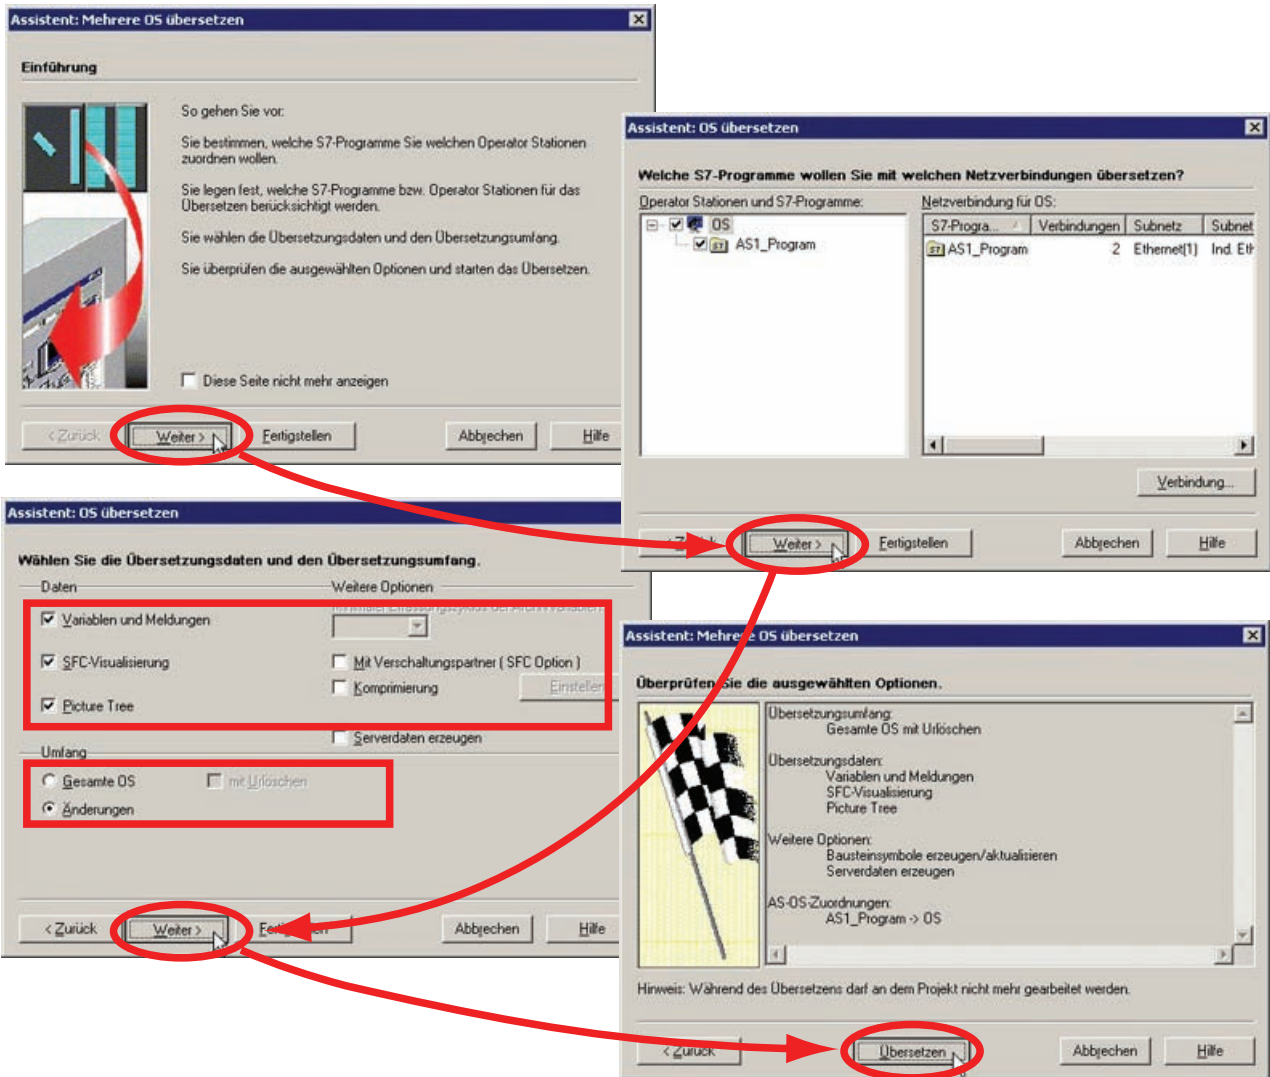 Assistent: Mehrere OS übersetzen
Einführung
So gehen Sie vor:
Sie bestimmen, welche S7-Programme Sie welchen Operator Stationen
zuordnen wollen.
Sie legen fest, welche S7-Programme bzw. Operator Stationen für das
Übersetzen berücksichtigt werden.
Sie wählen die Übersetzungsdaten und den Übersetzungsumfang.
Sie überprüfen die ausgewählten Optionen und starten das Übersetzen.
Diese Seite nicht mehr anzeigen
< Zurück
Weiter >
Fertigstellen
Abbrechen
Hilfe
Assistent: OS übersetzen
Welche S7-Programme wollen Sie mit welchen Netzverbindungen übersetzen?
Operator Stationen und S7-Programme:
Netzverbindung für OS:
OS
AS1_Program
S7-Progra... Verbindungen Subnetz Subnet
AS1_Program 2 Ethernet(1) Ind. Eth
Verbindung...
< Zurück
Weiter >
Fertigstellen
Abbrechen
Hilfe
Assistent: OS übersetzen
Wählen Sie die Übersetzungsdaten und den Übersetzungsumfang.
Daten
Weitere Optionen
Variablen und Meldungen
SFC-Visualisierung
Mit Verschaltungspartner ( SFC Option )
Komprimierung
Einstellen
Picture Tree
Serverdaten erzeugen
Umfang
Gesamte OS
mit Urlöschen
Änderungen
< Zurück
Weiter >
Abbrechen
Hilfe
Assistent: Mehrere OS übersetzen
Überprüfen Sie die ausgewählten Optionen.
Übersetzungsumfang:
Gesamte OS mit Urlöschen
Übersetzungsdaten:
Variablen und Meldungen
SFC-Visualisierung
Picture Tree
Weitere Optionen:
Bausteinsymbole erzeugen/aktualisieren
Serverdaten erzeugen
AS-OS-Zuordnungen:
AS1_Program -> OS
Hinweis: Während des Übersetzens darf an dem Projekt nicht mehr gearbeitet werden.
< Zurück
Übersetzen
Abbrechen
Hilfe